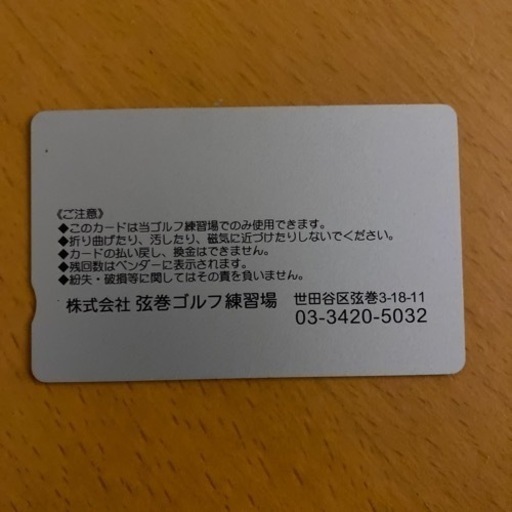 《ご注意》
◆このカードは当ゴルフ練習場でのみ使用できます。
◆折り曲げたり、汚したり、磁気に近づけたりしないでください。
◆カードの払い戻し、換金はできません。
◆残回数はベンダーに表示されます。
◆紛失・破損等に関してはその責を負いません。
株式会社 弦巻ゴルフ練習場 世田谷区弦巻3-18-11
03-3420-5032